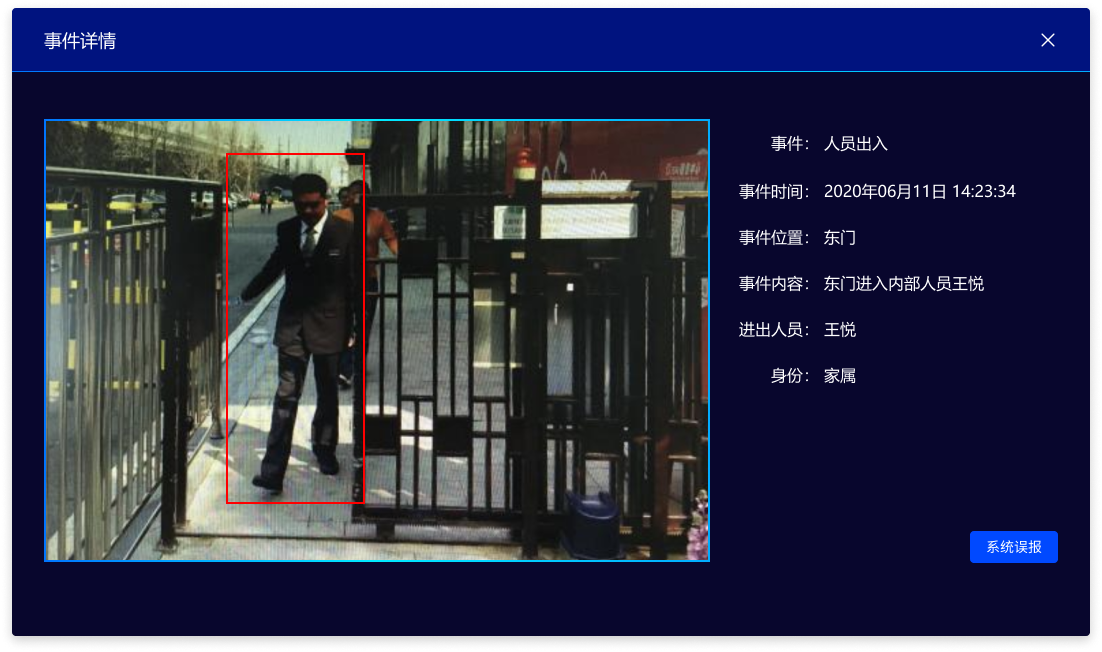 事件详情
事件： 人员出入
事件时间： 2020年06月11日 14:23:34
事件位置： 东门
事件内容： 东门进入内部人员王悦
进出人员： 王悦
身份： 家属
系统误报